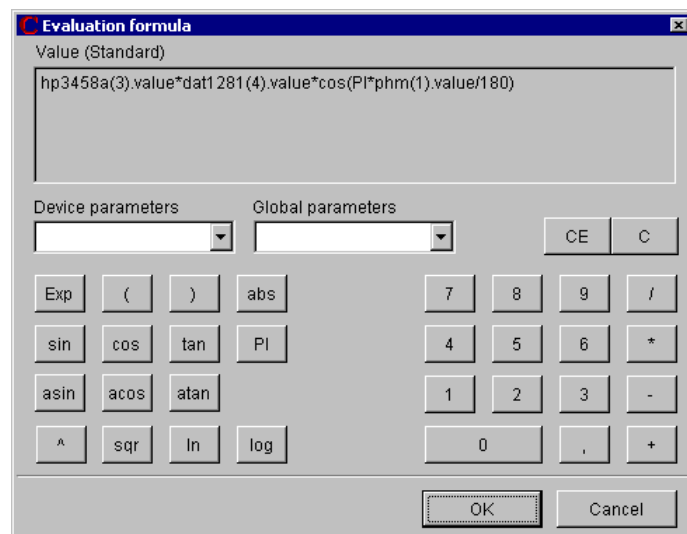 Evaluation formula
Value (Standard)
hp3458a(3).value*dat1281(4).value*cos(PI*phm(1).value/180)
Device parameters Global parameters
CE C
Exp ( ) abs 7 8 9 /
sin cos tan PI 4 5 6 *
asin acos atan 1 2 3 -
^ sqr ln log 0 , +
OK Cancel